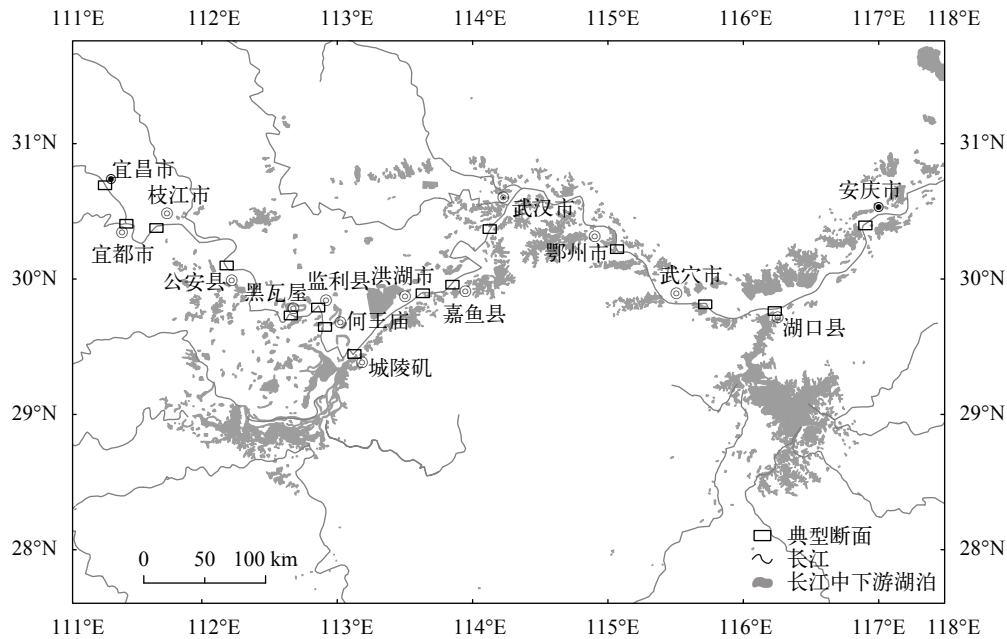 111°E 112°E 113°E 114°E 115°E 116°E 117°E 118°E
31°N 31°N
宜昌市
枝江市
安庆市
武汉市
宜都市
鄂州市
30°N 30°N
公安县
黑瓦屋
监利县
洪湖市
武穴市
嘉鱼县
何王庙
湖口县
城陵矶
29°N 29°N
典型断面
0 50 100 km
长江
28°N 28°N
长江中下游湖泊
111°E 112°E 113°E 114°E 115°E 116°E 117°E 118°E